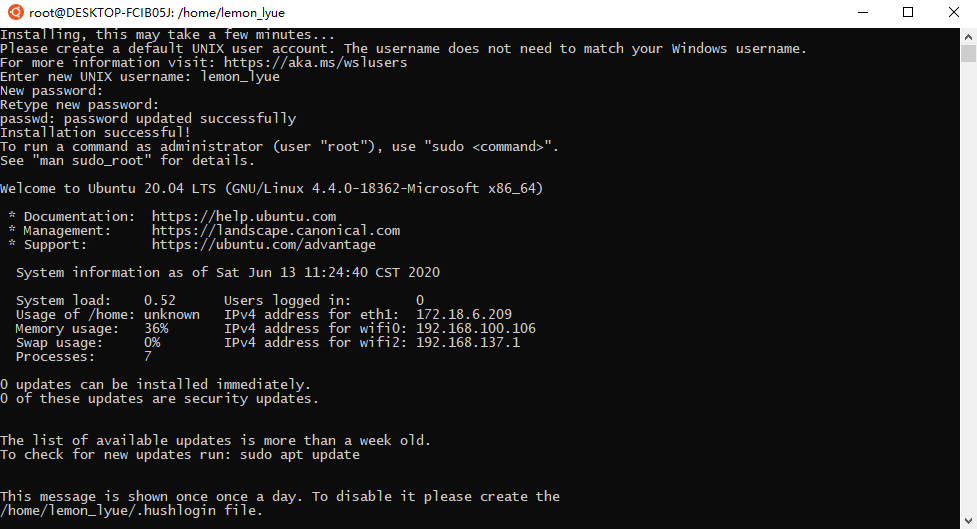 root@DESKTOP-FCIB05J: /home/lemon_lyue
Installing, this may take a few minutes...
Please create a default UNIX user account. The username does not need to match your Windows username.
For more information visit: https://aka.ms/wslusers
Enter new UNIX username: lemon_lyue
New password:
Retype new password:
passwd: password updated successfully
Installation successful!
To run a command as administrator (user "root"), use "sudo <command>".
See "man sudo_root" for details.

Welcome to Ubuntu 20.04 LTS (GNU/Linux 4.4.0-18362-Microsoft x86_64)

 * Documentation:  https://help.ubuntu.com
 * Management:     https://landscape.canonical.com
 * Support:        https://ubuntu.com/advantage

  System information as of Sat Jun 13 11:24:40 CST 2020

  System load:    0.52      Users logged in:        0
  Usage of /home: unknown   IPv4 address for eth1:  172.18.6.209
  Memory usage:   36%       IPv4 address for wifi0: 192.168.100.106
  Swap usage:     0%        IPv4 address for wifi2: 192.168.137.1
  Processes:      7

0 updates can be installed immediately.
0 of these updates are security updates.

The list of available updates is more than a week old.
To check for new updates run: sudo apt update

This message is shown once once a day. To disable it please create the
/home/lemon_lyue/.hushlogin file.